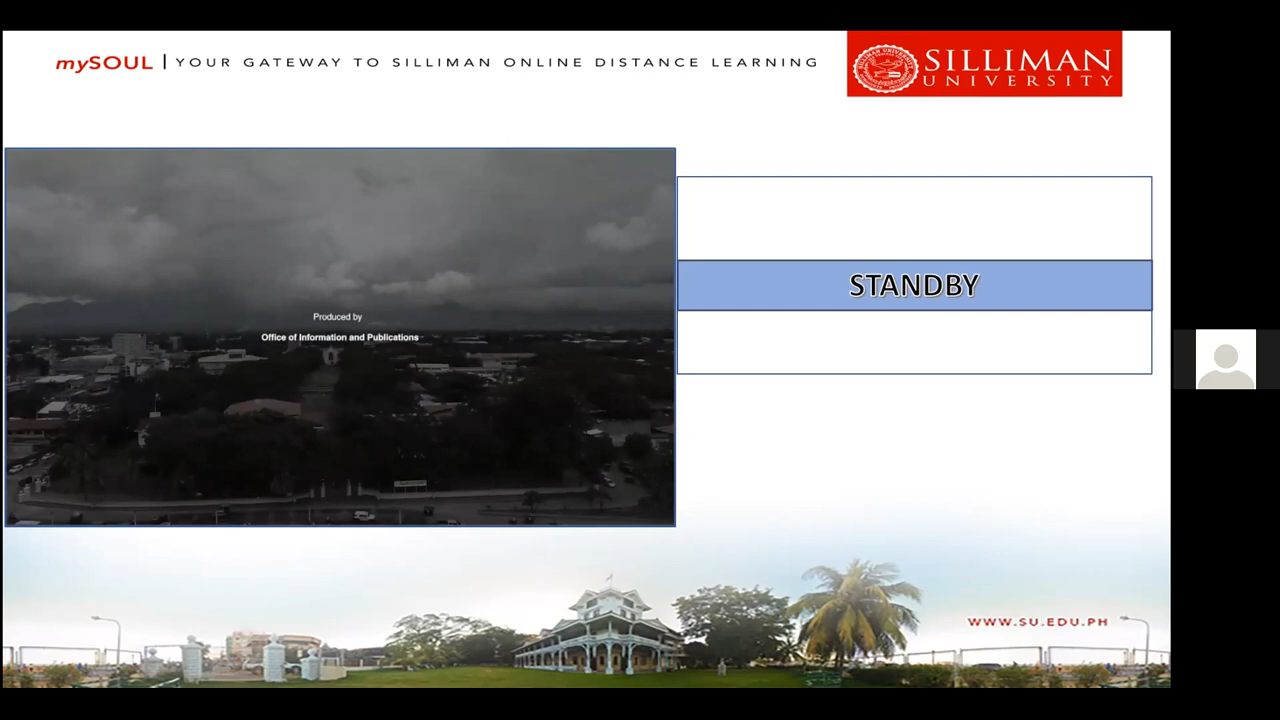 mySOUL | YOUR GATEWAY TO SILLIMAN ONLINE DISTANCE LEARNING
SILLIMAN
UNIVERSITY
Produced by
Office of Information and Publications
STANDBY
WWW.SU.EDU.PH